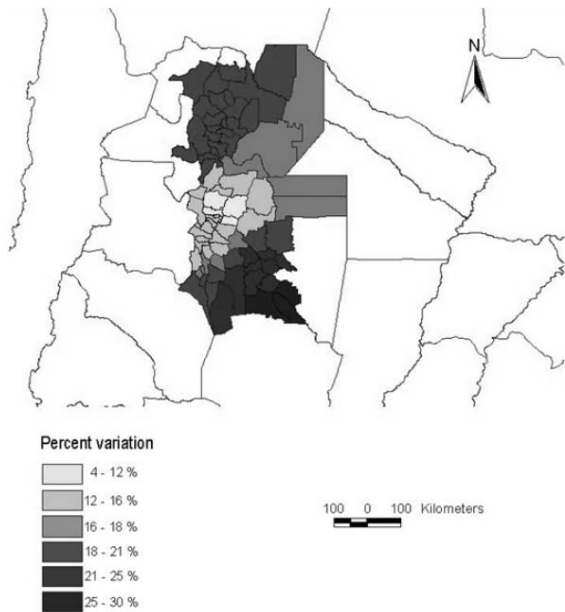 N
Percent variation
4 - 12 %
12 - 16 %
16 - 18 %
18 - 21 %
21 - 25 %
25 - 30 %
100 0 100 Kilometers